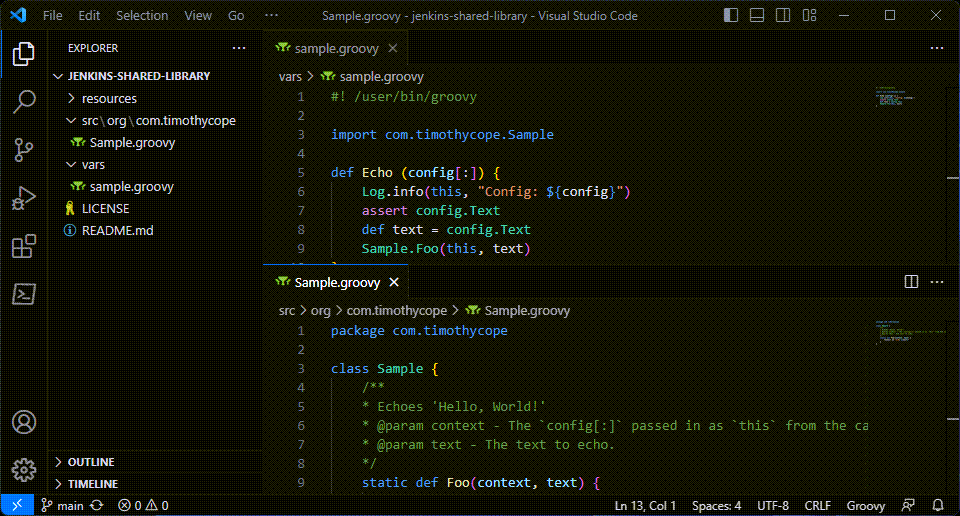 File Edit Selection View Go ··· Sample.groovy - jenkins-shared-library - Visual Studio Code
EXPLORER ···
JENKINS-SHARED-LIBRARY
resources
src\org\com.timothycope
Sample.groovy
vars
sample.groovy
LICENSE
README.md
OUTLINE
TIMELINE
sample.groovy
vars > sample.groovy
1 #! /user/bin/groovy
2
3 import com.timothycope.Sample
4
5 def Echo (config[:]) {
6 Log.info(this, "Config: ${config}")
7 assert config.Text
8 def text = config.Text
9 Sample.Foo(this, text)
Sample.groovy
src > org > com.timothycope > Sample.groovy
1 package com.timothycope
2
3 class Sample {
4 /**
5 * Echoes 'Hello, World!'
6 * @param context - The `config[:]` passed in as `this` from the ca
7 * @param text - The text to echo.
8 */
9 static def Foo(context, text) {
main 0 0 Ln 13, Col 1 Spaces: 4 UTF-8 CRLF Groovy